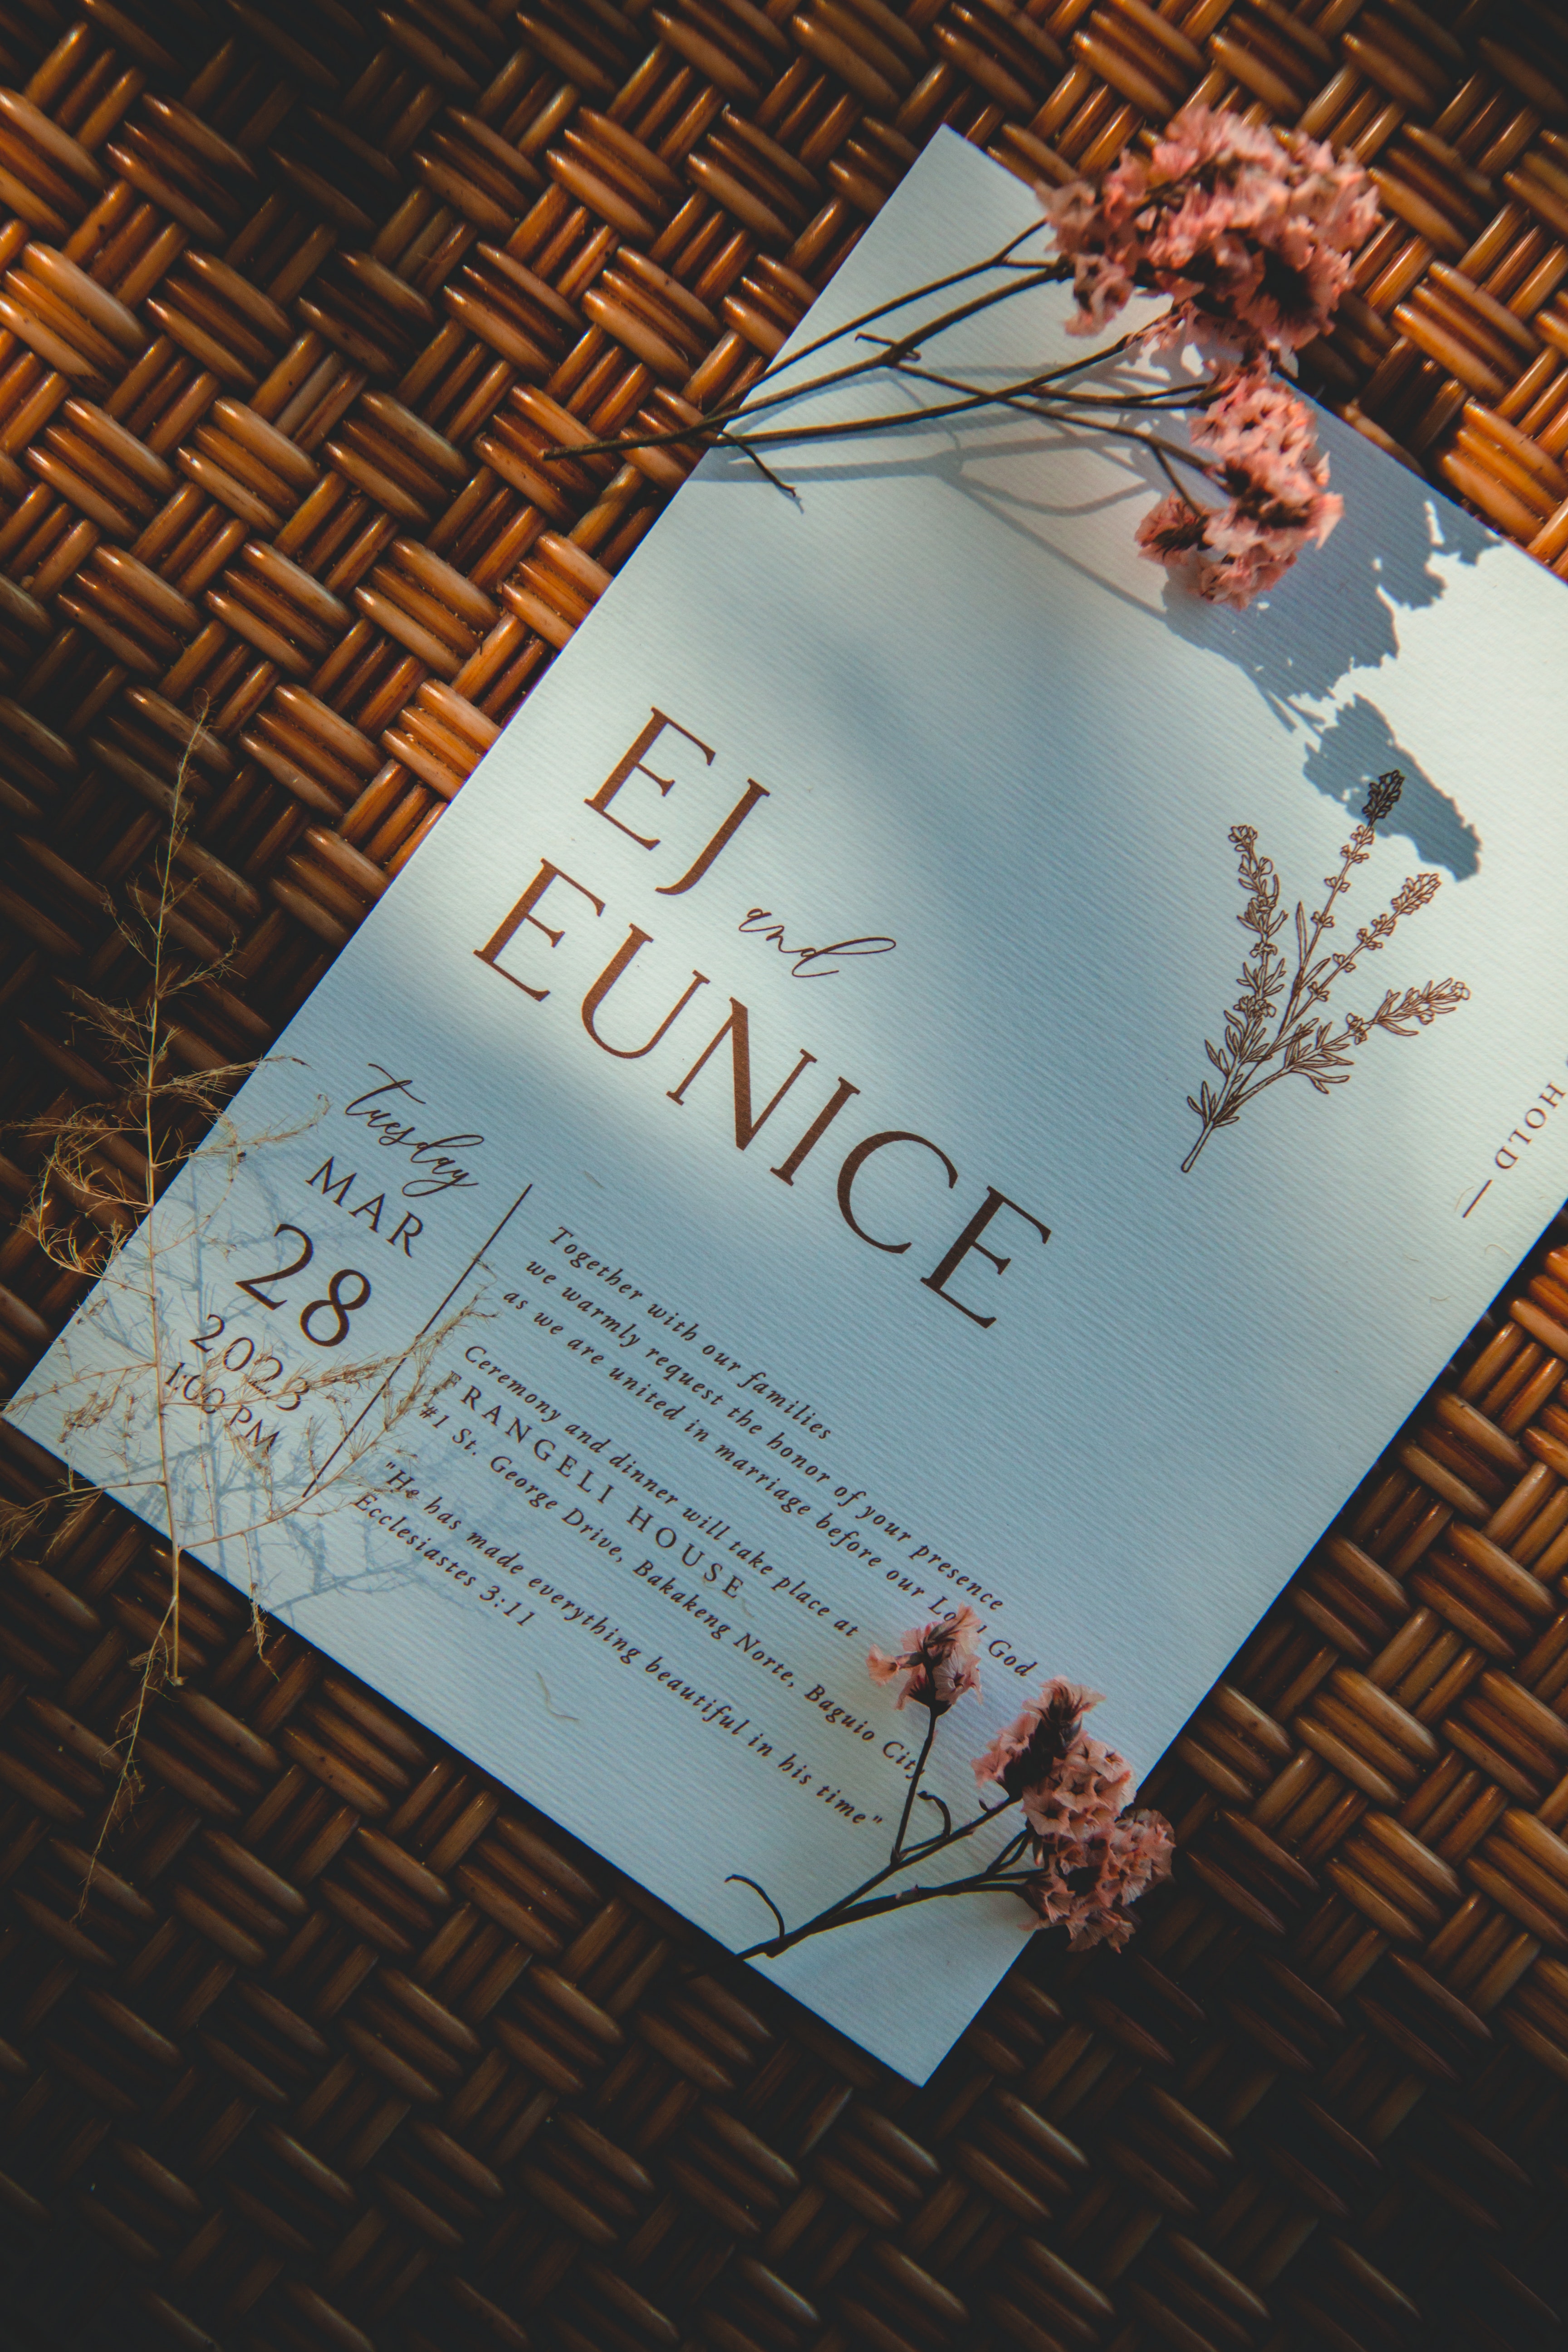 HOLD —
EJ and
EUNICE
tuesday
MAR
28
2023
1:00 PM
Together with our families
we warmly request the honor of your presence
as we are united in marriage before our Lord God
Ceremony and dinner will take place at
FRANGELI HOUSE
#1 St. George Drive, Bakakeng Norte, Baguio City
"He has made everything beautiful in his time"
Ecclesiastes 3:11